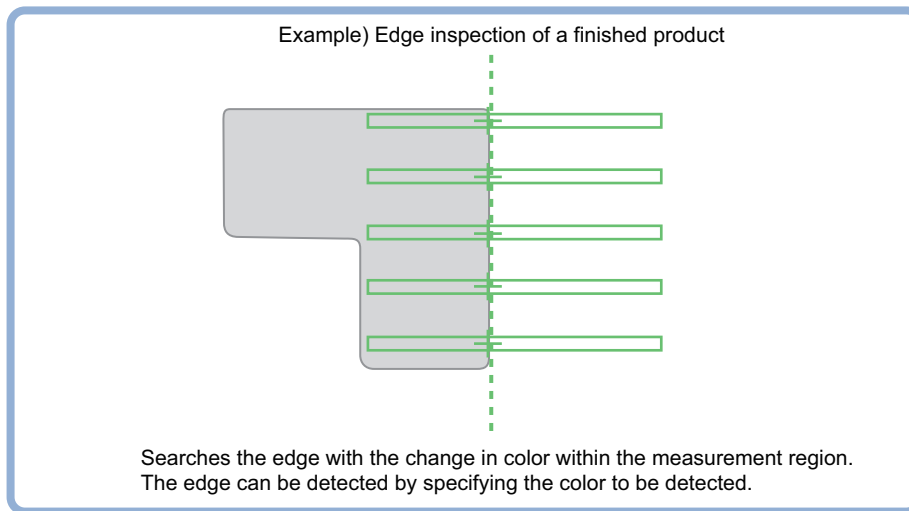 Example) Edge inspection of a finished product
Searches the edge with the change in color within the measurement region.
The edge can be detected by specifying the color to be detected.